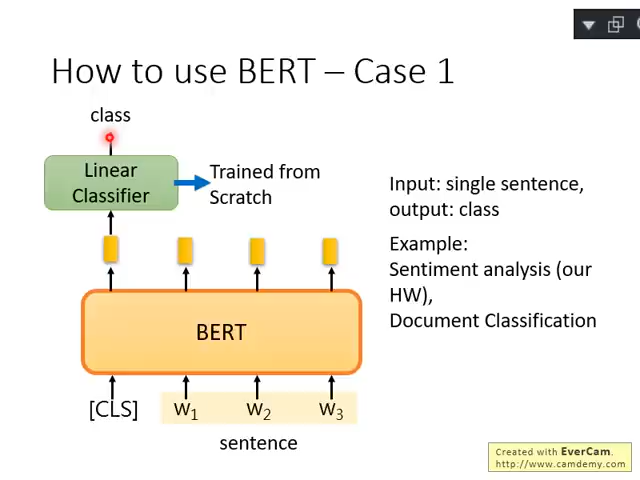 How to use BERT – Case 1
class
Linear
Classifier
Trained from
Scratch
Input: single sentence,
output: class
Example:
Sentiment analysis (our
HW),
Document Classification
BERT
[CLS]
w1
w2
w3
sentence
Created with EverCam.
http://www.camdemy.com